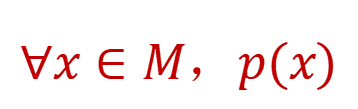 ∀x ∈ M，p(x)